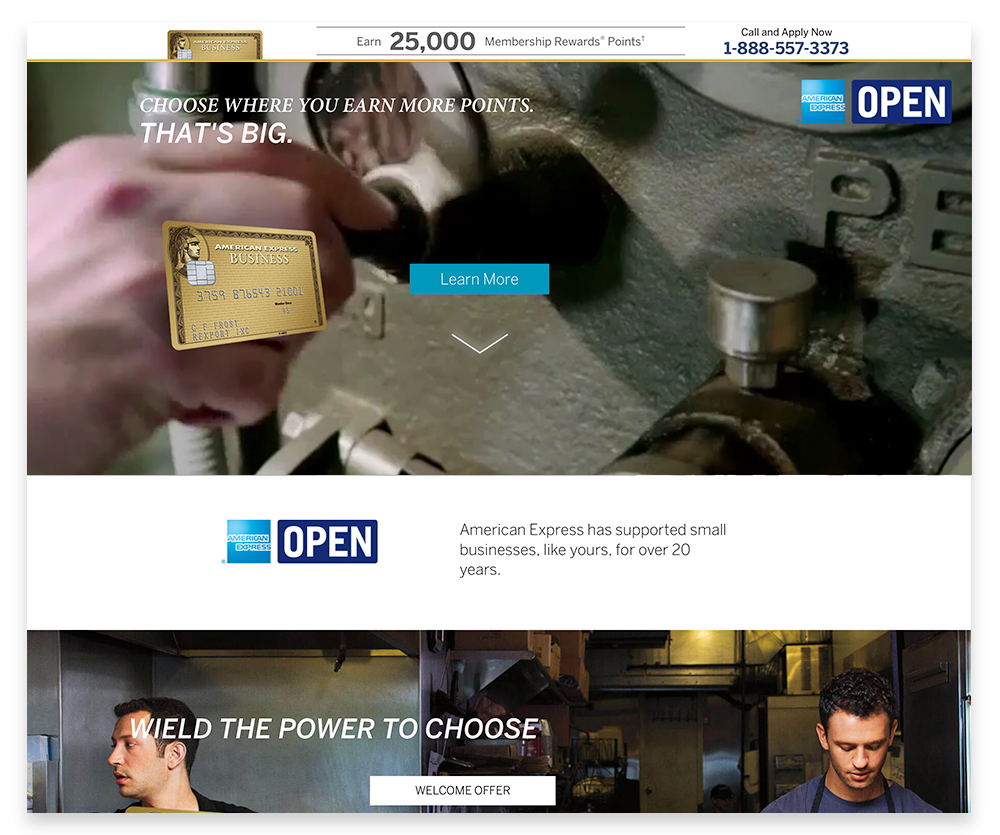 AMERICAN EXPRESS
BUSINESS
Earn 25,000 Membership Rewards® Points†
Call and Apply Now
1-888-557-3373
CHOOSE WHERE YOU EARN MORE POINTS.
THAT'S BIG.
AMERICAN EXPRESS
OPEN
PE
AMERICAN EXPRESS
BUSINESS
3759 876543 21001
Member Since
C F FROST
REXPORT INC
Learn More
AMERICAN EXPRESS
®
OPEN
American Express has supported small
businesses, like yours, for over 20
years.
WIELD THE POWER TO CHOOSE
WELCOME OFFER